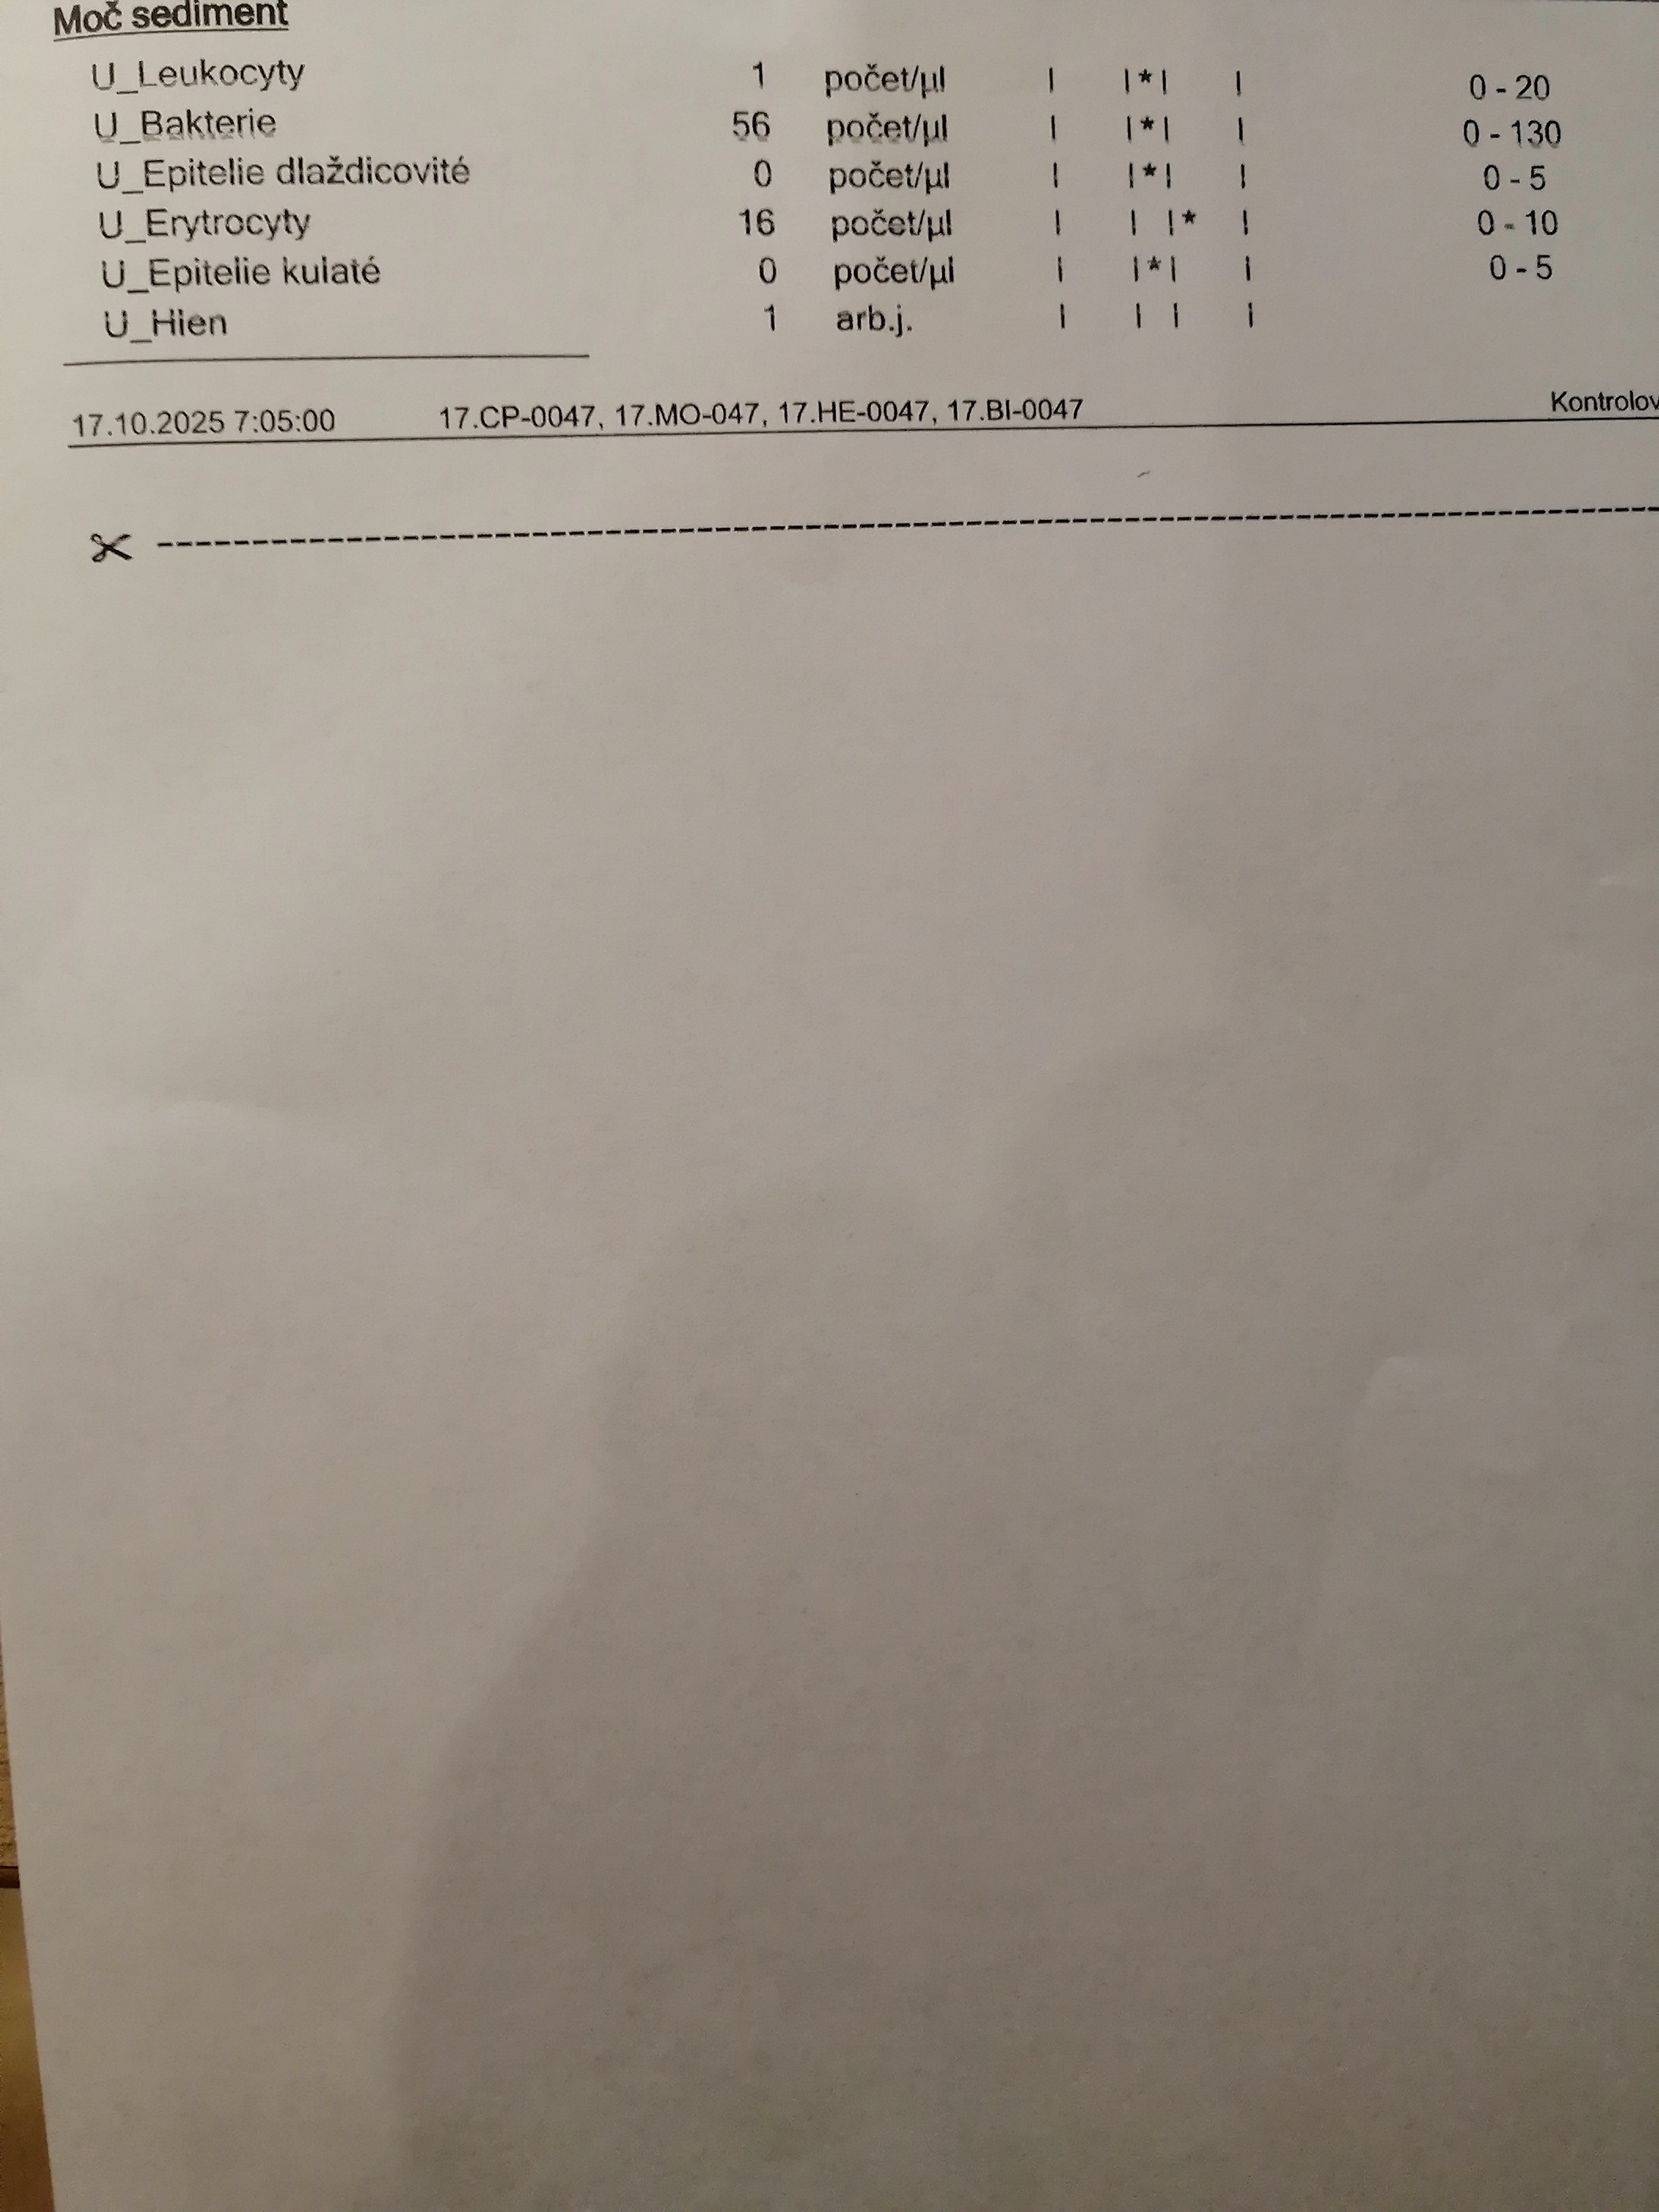 Moč sediment
U_Leukocyty 1 počet/µl | |*| | 0 - 20
U_Bakterie 56 počet/µl | |*| | 0 - 130
U_Epitelie dlaždicovité 0 počet/µl | |*| | 0 - 5
U_Erytrocyty 16 počet/µl | | |* | 0 - 10
U_Epitelie kulaté 0 počet/µl | |*| | 0 - 5
U_Hlen 1 arb.j. | | | |
17.10.2025 7:05:00 17.CP-0047, 17.MO-047, 17.HE-0047, 17.BI-0047 Kontrolov